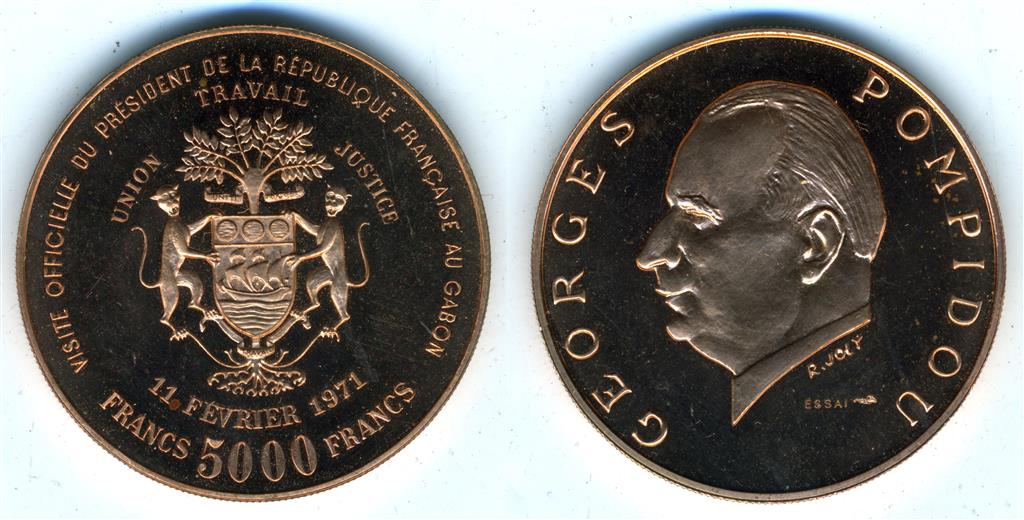 VISITE OFFICIELLE DU PRÉSIDENT DE LA RÉPUBLIQUE FRANÇAISE AU GABON
TRAVAIL
UNION
JUSTICE
11. FEVRIER 1971
FRANCS 5000 FRANCS
GEORGES POMPIDOU
R. JOLY
ESSAI